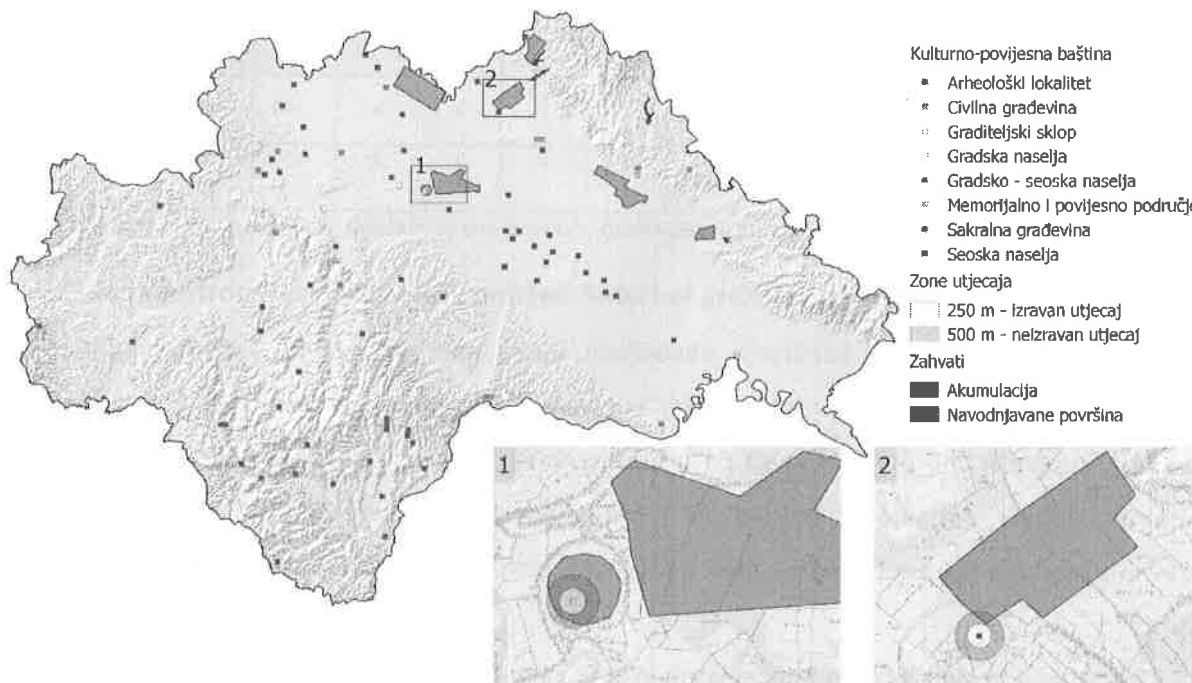 2
1
Kulturno-povijesna baština
Arheološki lokalitet
Civilna građevina
Graditeljski sklop
Gradska naselja
Gradsko - seoska naselja
Memorijalno i povijesno područje
Sakralna građevina
Seoska naselja
Zone utjecaja
250 m - izravan utjecaj
500 m - neizravan utjecaj
Zahvati
Akumulacija
Navodnjavane površina
1
2